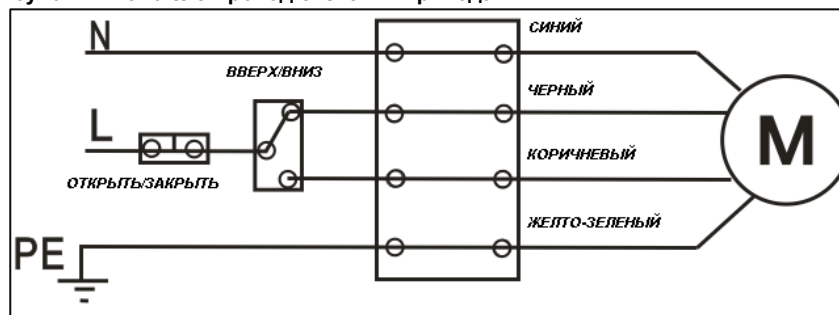 N
СИНИЙ
ВВЕРХ/ВНИЗ
ЧЕРНЫЙ
L
M
КОРИЧНЕВЫЙ
ОТКРЫТЬ/ЗАКРЫТЬ
ЖЕЛТО-ЗЕЛЕНЫЙ
PE